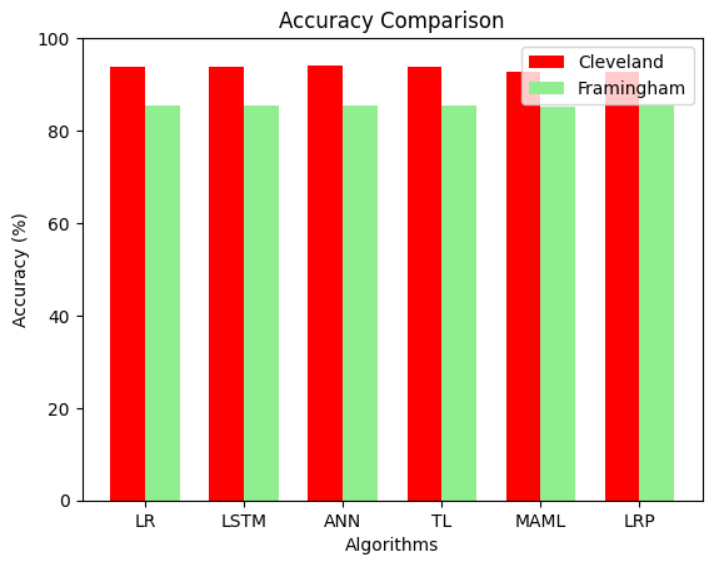 Accuracy Comparison
Cleveland
Framingham
Accuracy (%)
100
80
60
40
20
0
LR LSTM ANN TL MAML LRP
Algorithms